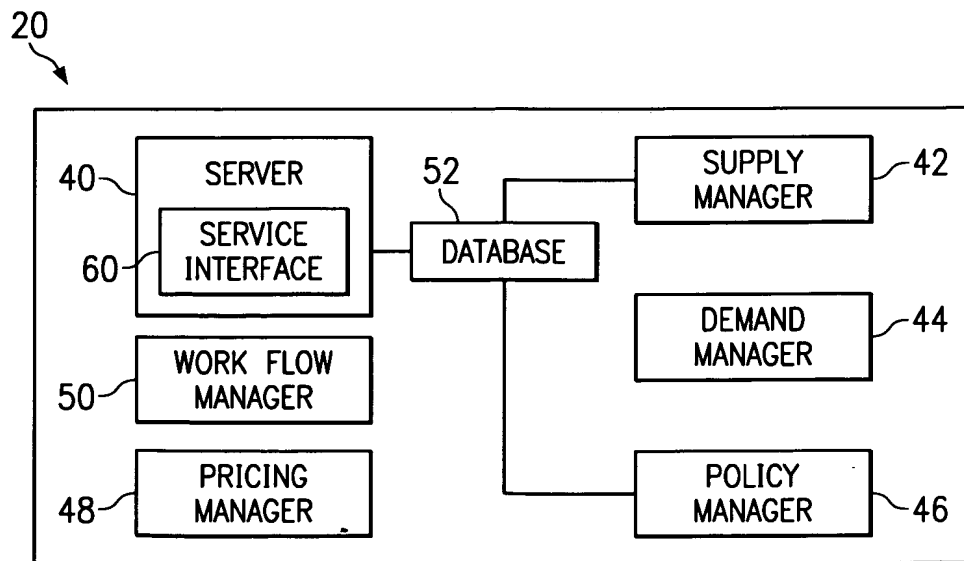 20
40
SERVER
60
SERVICE
INTERFACE
52
DATABASE
SUPPLY
MANAGER
42
DEMAND
MANAGER
44
50
WORK FLOW
MANAGER
48
PRICING
MANAGER
POLICY
MANAGER
46